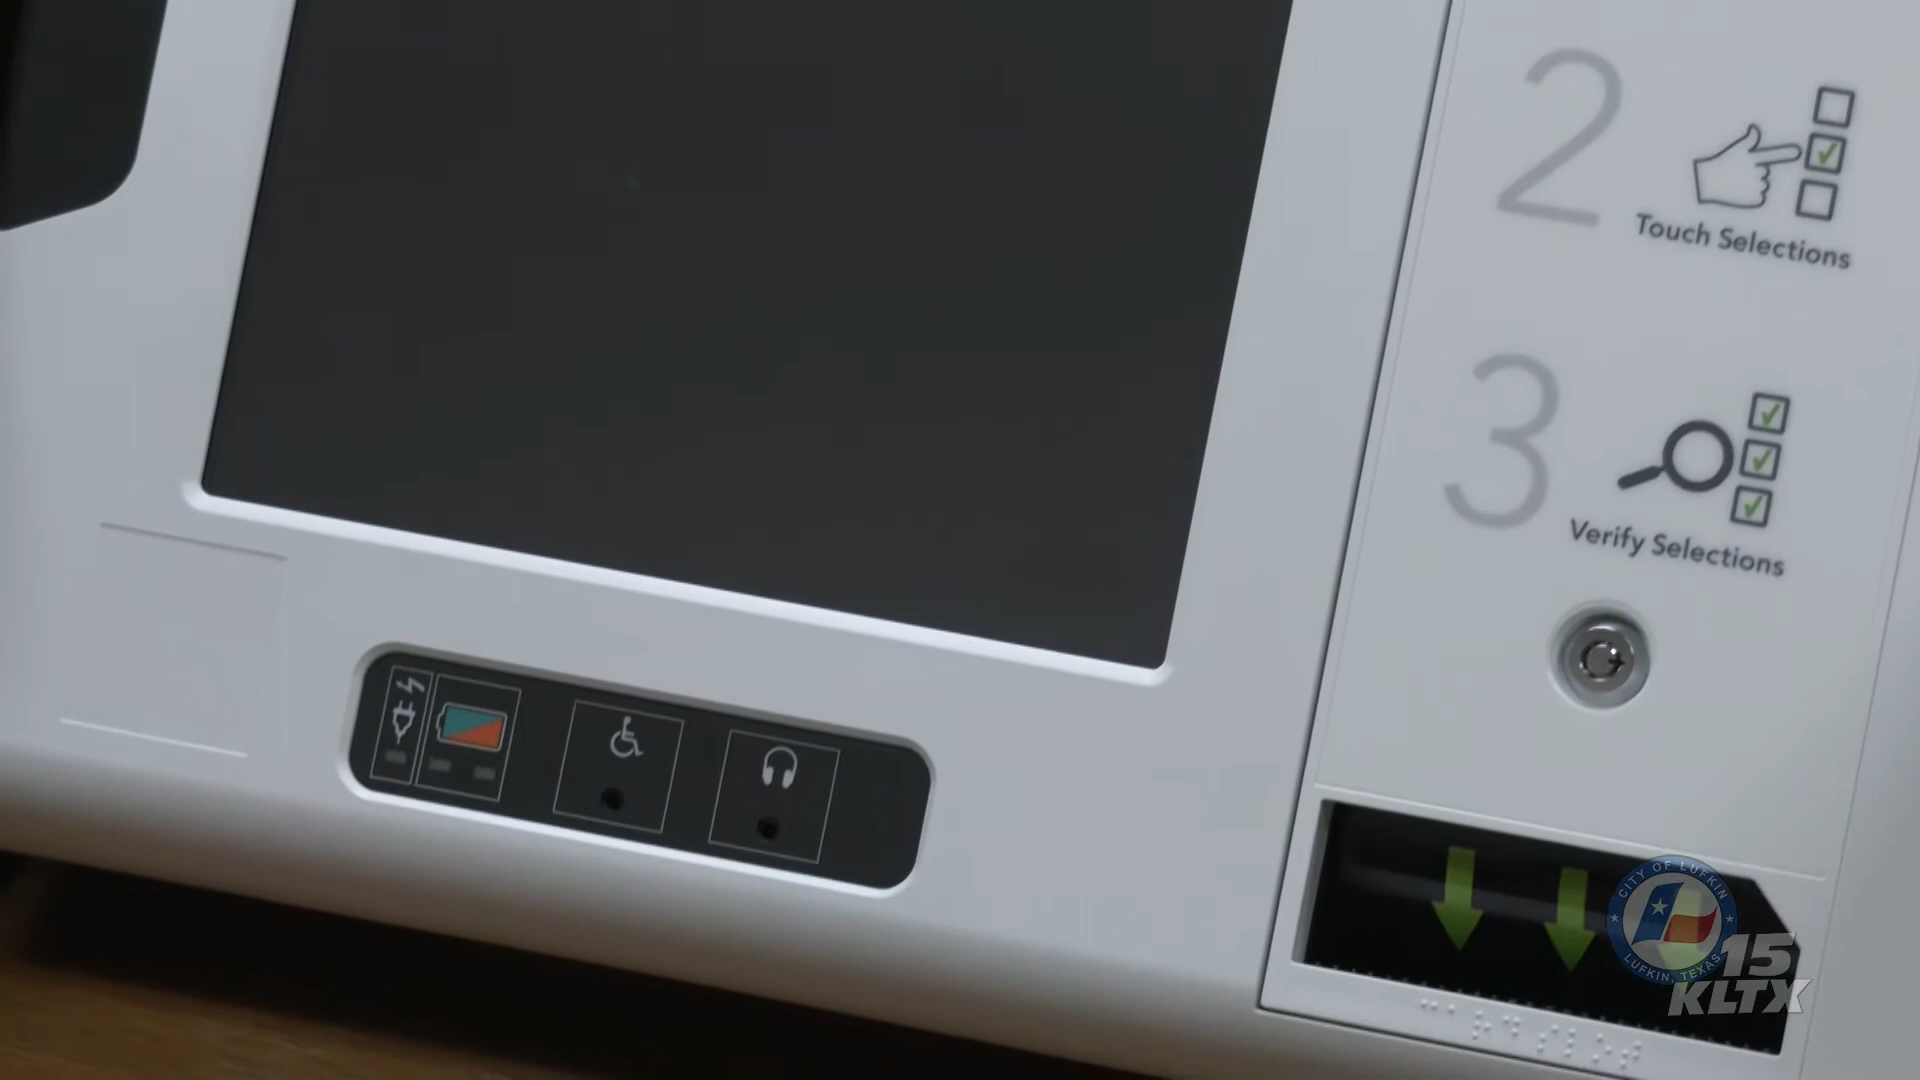 2
Touch Selections
3
Verify Selections
CITY OF LUFKIN
LUFKIN, TEXAS
15
KLTX